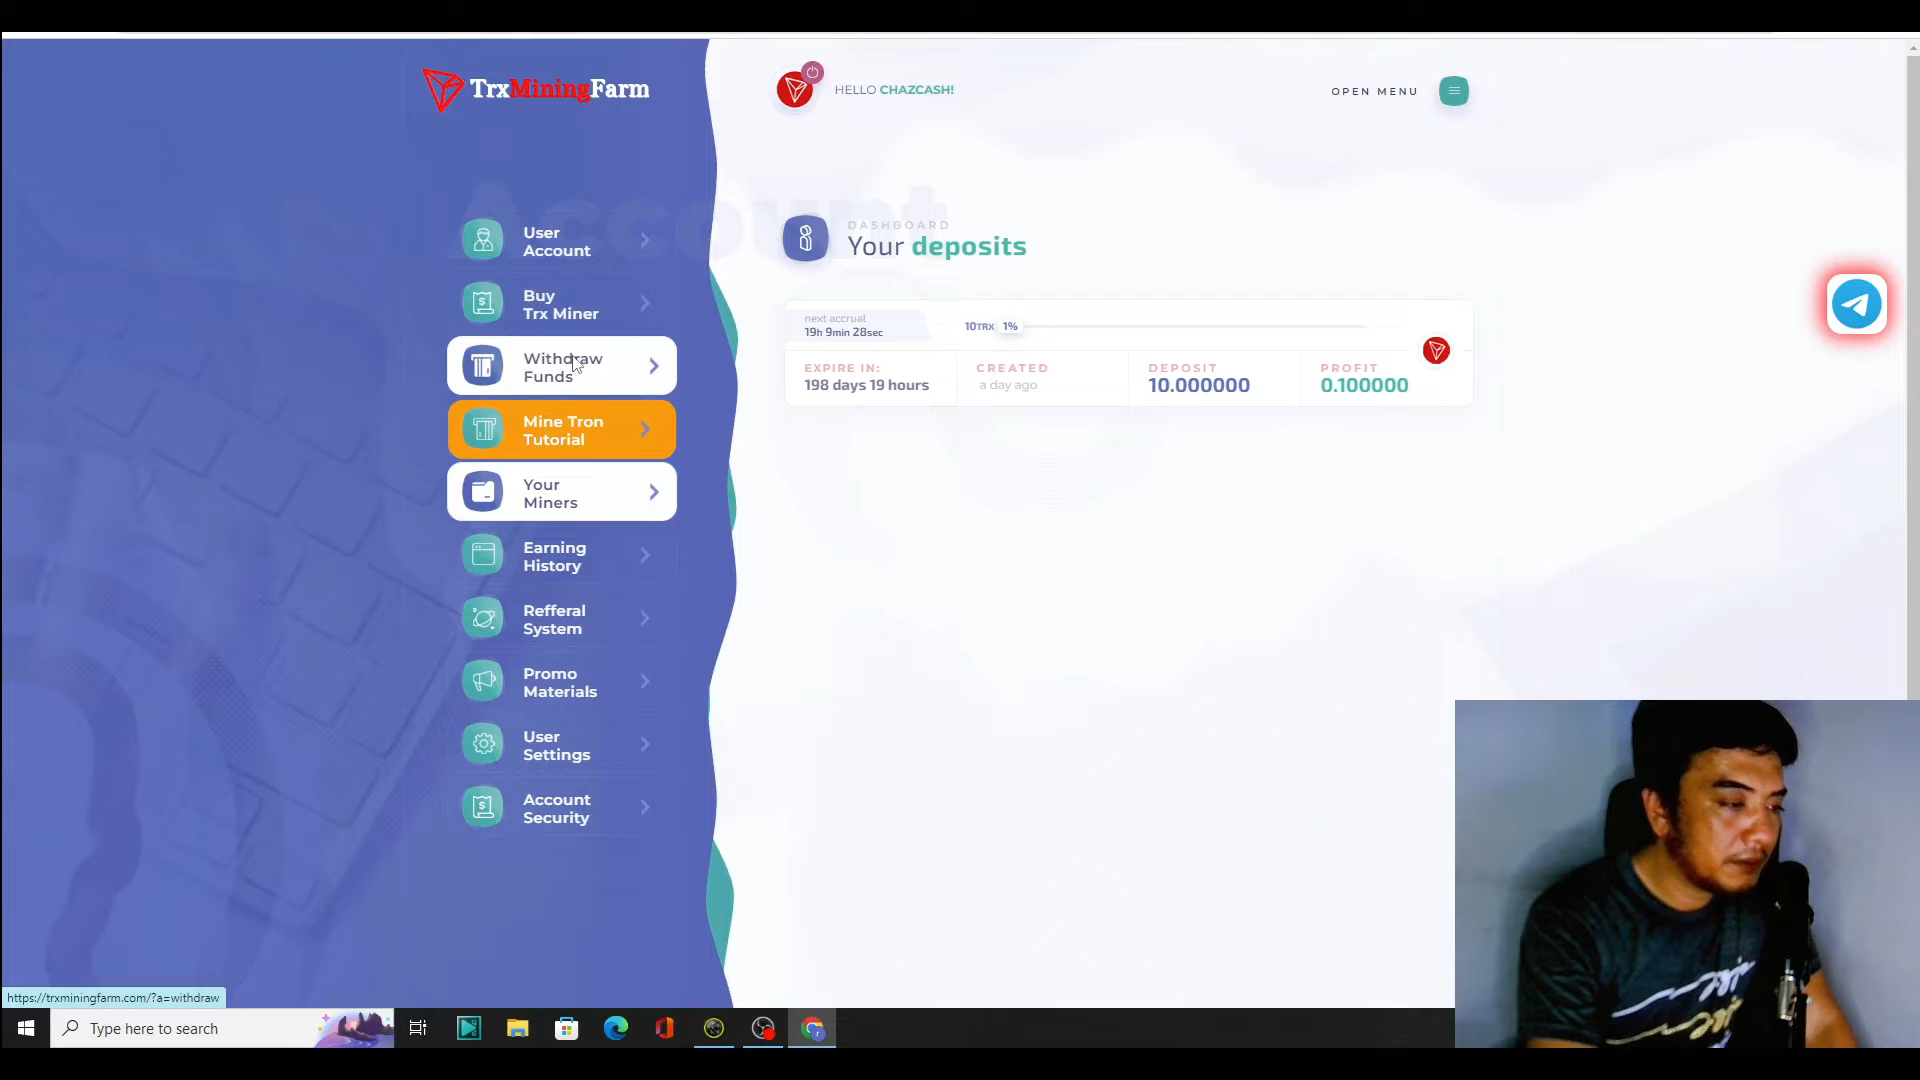 TrxMiningFarm
HELLO CHAZCASH!
OPEN MENU
Account
User
Account
Buy
Trx Miner
Withdraw
Funds
Mine Tron
Tutorial
Your
Miners
Earning
History
Refferal
System
Promo
Materials
User
Settings
Account
Security
DASHBOARD
Your deposits
next accrual
19h 9min 28sec
10TRX 1%
EXPIRE IN:
198 days 19 hours
CREATED
a day ago
DEPOSIT
10.000000
PROFIT
0.100000
https://trxminingfarm.com/?a=withdraw
Type here to search